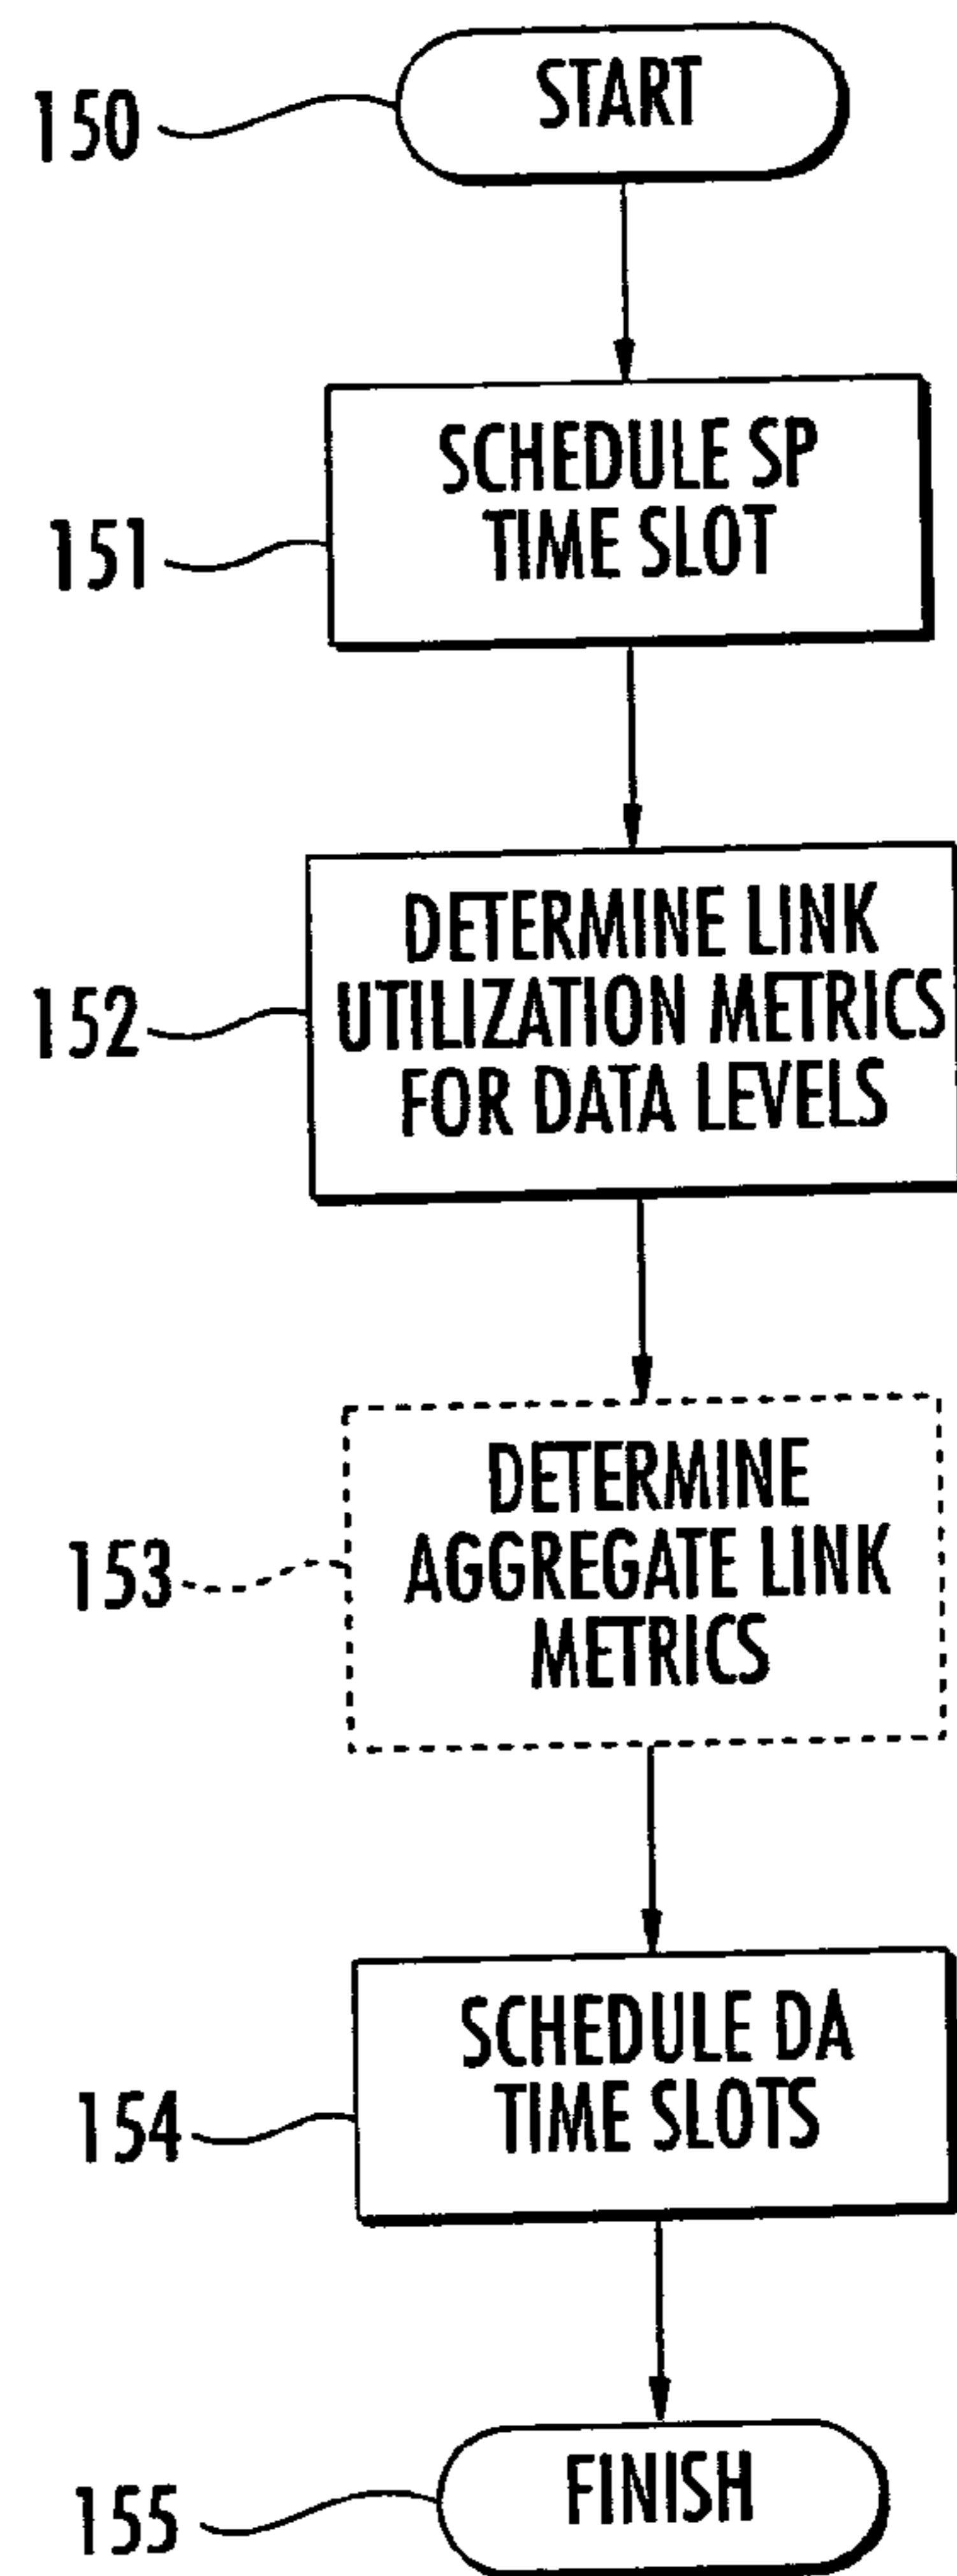 150
START
151
SCHEDULE SP
TIME SLOT
152
DETERMINE LINK
UTILIZATION METRICS
FOR DATA LEVELS
153
DETERMINE
AGGREGATE LINK
METRICS
154
SCHEDULE DA
TIME SLOTS
155
FINISH